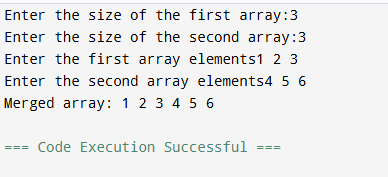 Enter the size of the first array:3
Enter the size of the second array:3
Enter the first array elements1 2 3
Enter the second array elements4 5 6
Merged array: 1 2 3 4 5 6
=== Code Execution Successful ===